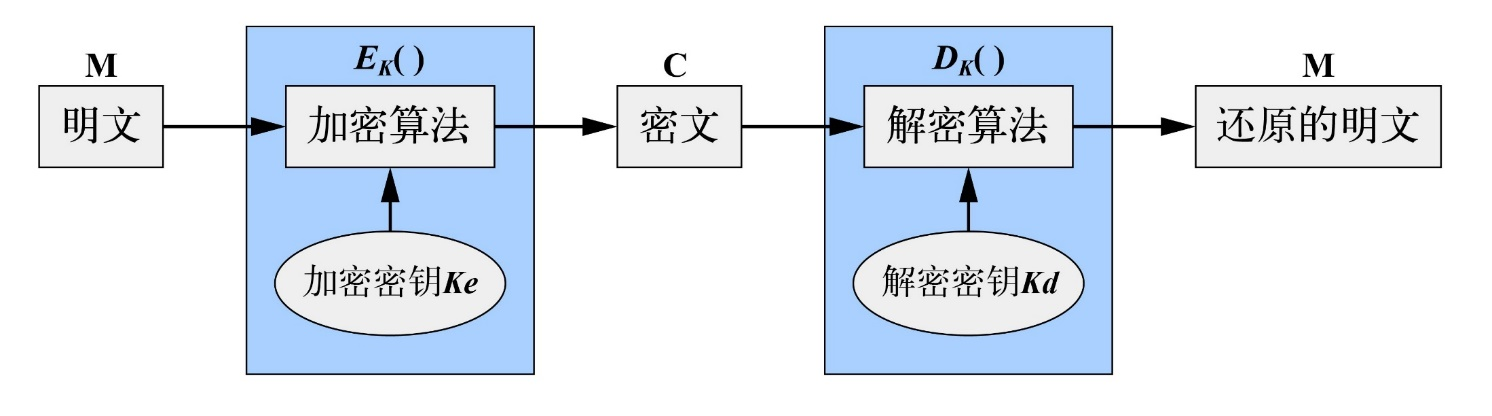 M
明文
E_K( )
加密算法
加密密钥Ke
C
密文
D_K( )
解密算法
解密密钥Kd
M
还原的明文